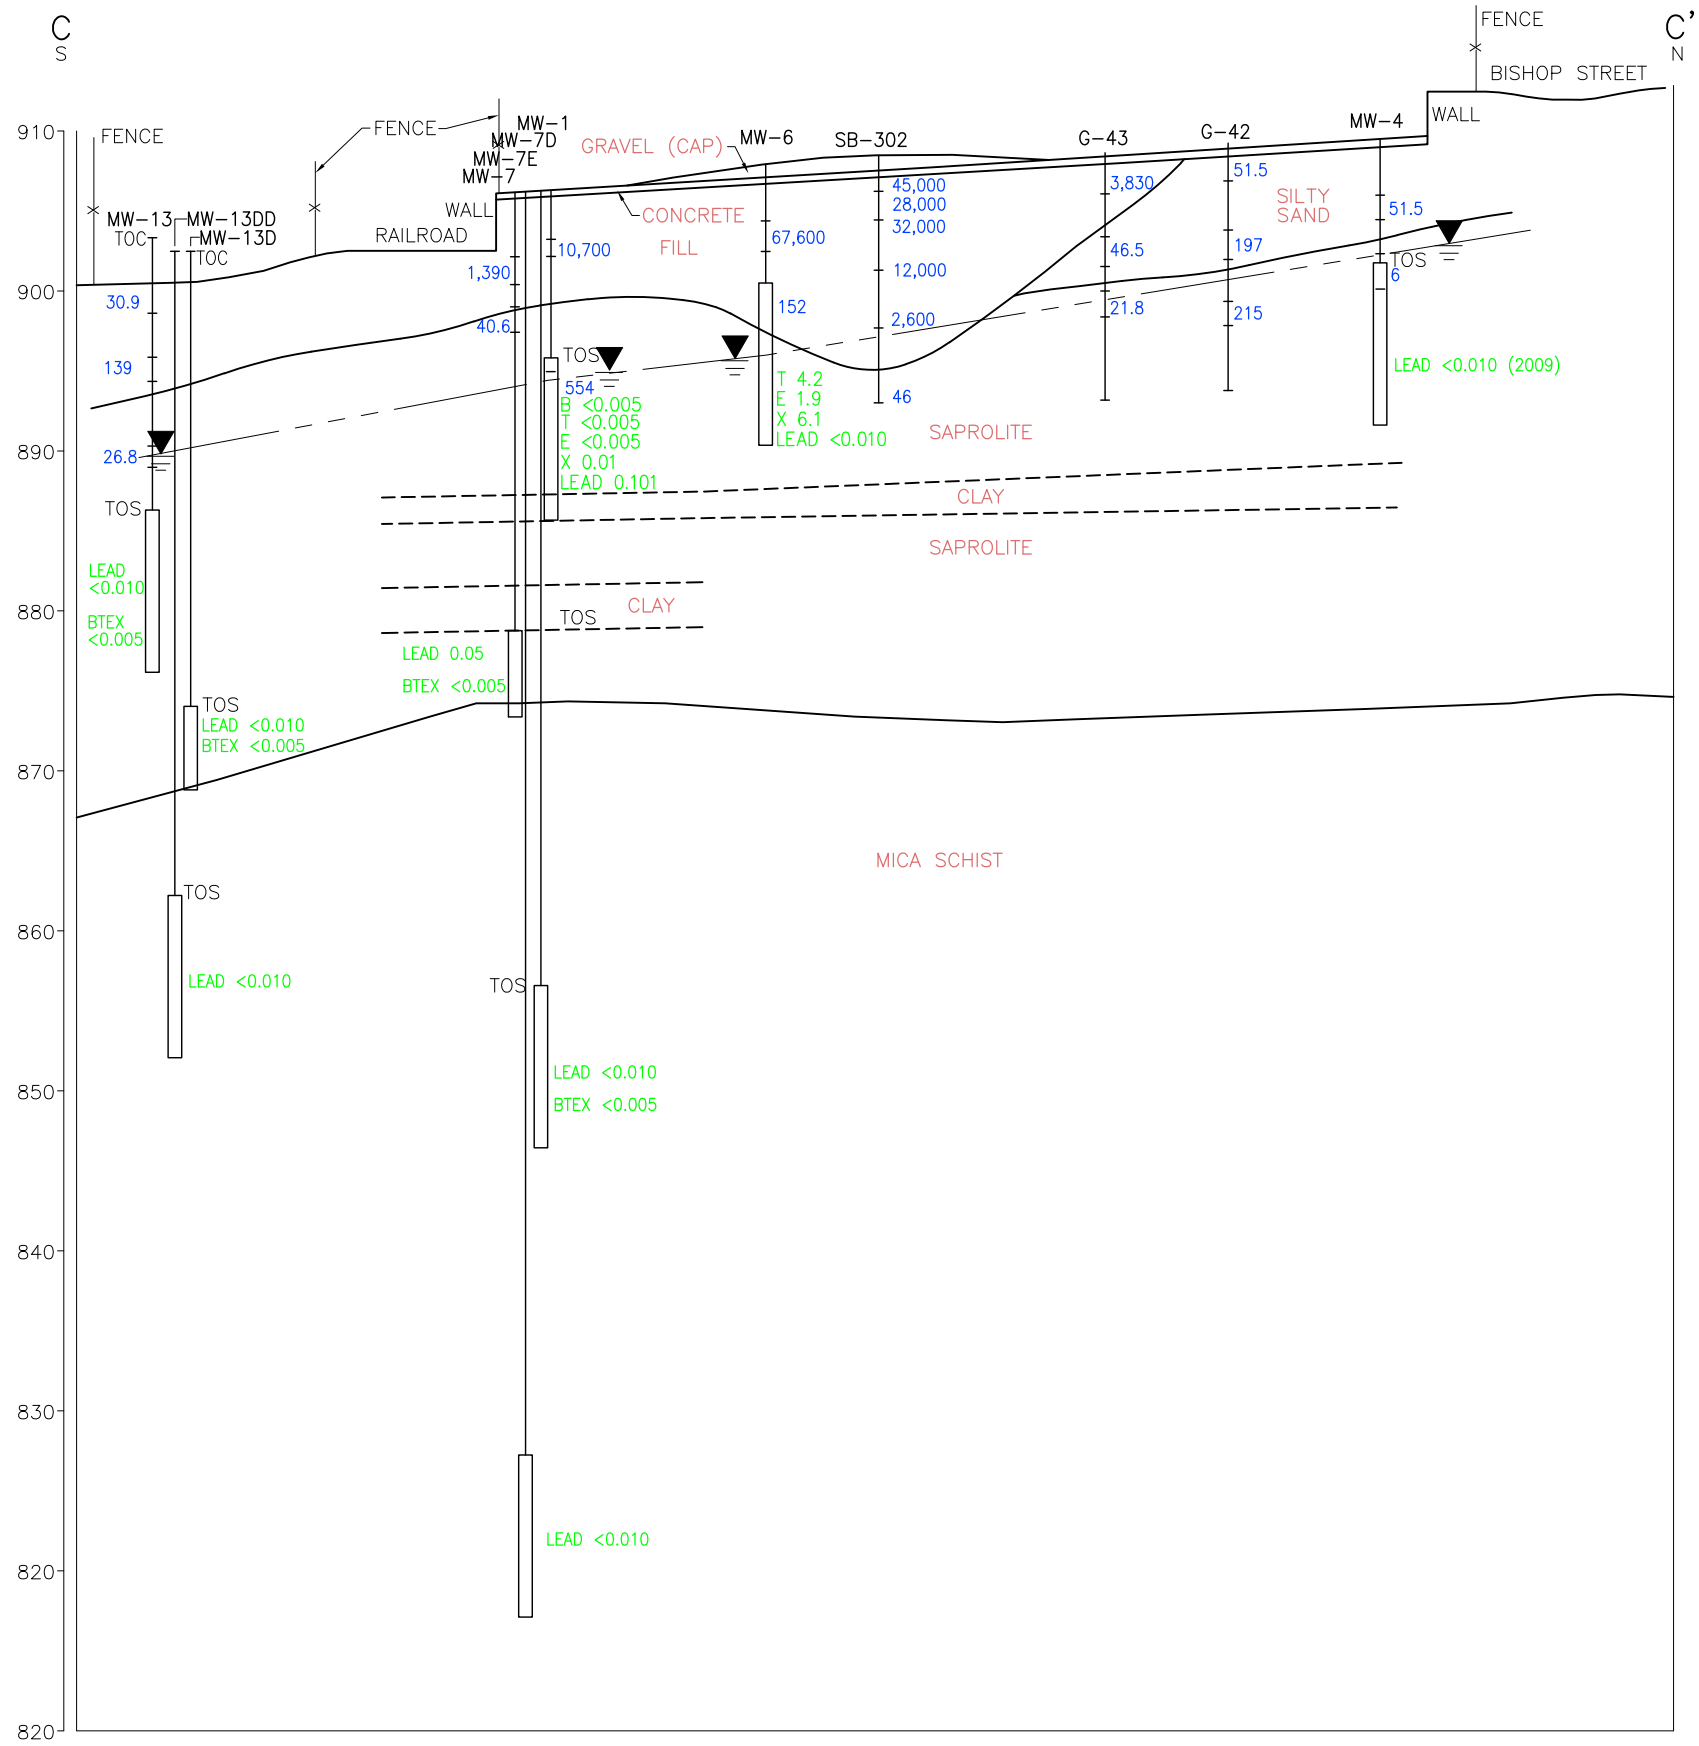 C
S
C'
N
FENCE
BISHOP STREET
WALL
910
900
890
880
870
860
850
840
830
820
820
FENCE
FENCE
MW-1
MW-7D
MW-7E
MW-7
GRAVEL (CAP)
MW-6
SB-302
G-43
G-42
MW-4
MW-13
MW-13DD
MW-13D
TOC
TOC
RAILROAD
WALL
CONCRETE
FILL
SILTY
SAND
30.9
139
26.8
1,390
40.6
10,700
554
67,600
152
45,000
28,000
32,000
12,000
2,600
46
3,830
46.5
21.8
51.5
197
215
51.5
TOS
6
LEAD <0.010 (2009)
TOS
B <0.005
T <0.005
E <0.005
X 0.01
LEAD 0.101
T 4.2
E 1.9
X 6.1
LEAD <0.010
SAPROLITE
CLAY
SAPROLITE
CLAY
TOS
LEAD
<0.010
BTEX
<0.005
TOS
LEAD 0.05
BTEX <0.005
TOS
LEAD <0.010
BTEX <0.005
MICA SCHIST
TOS
LEAD <0.010
TOS
LEAD <0.010
BTEX <0.005
LEAD <0.010